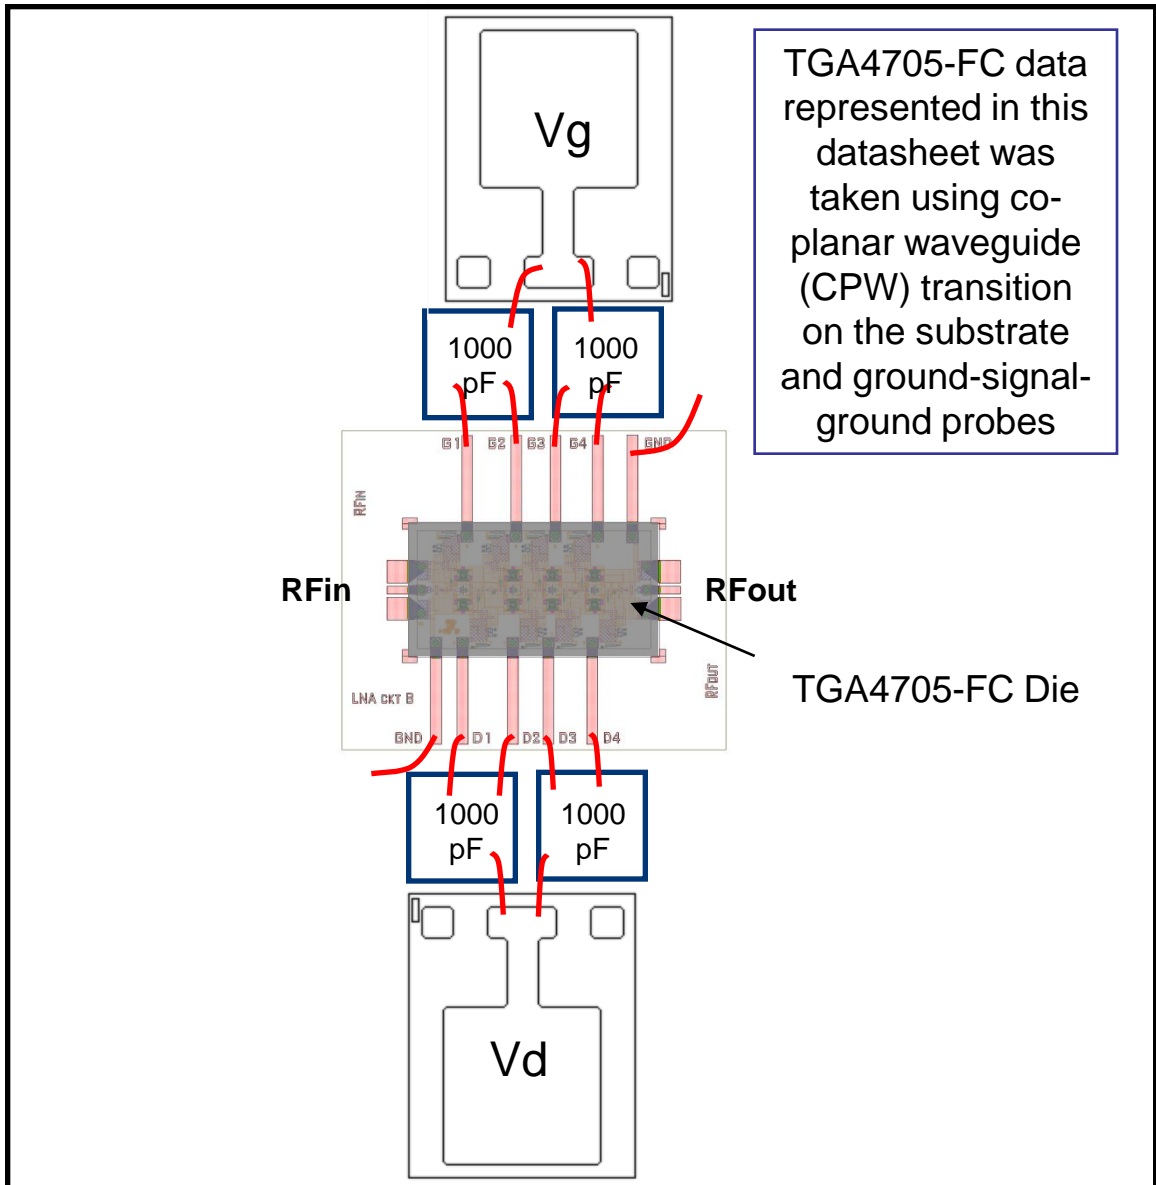 Vg
TGA4705-FC data
represented in this
datasheet was
taken using co-
planar waveguide
(CPW) transition
on the substrate
and ground-signal-
ground probes
1000
pF
1000
pF
G1 G2 G3 G4 GND
RFIN
RFin
RFout
TGA4705-FC Die
RFOUT
LNA CKT B
GND D1 D2 D3 D4
1000
pF
1000
pF
Vd